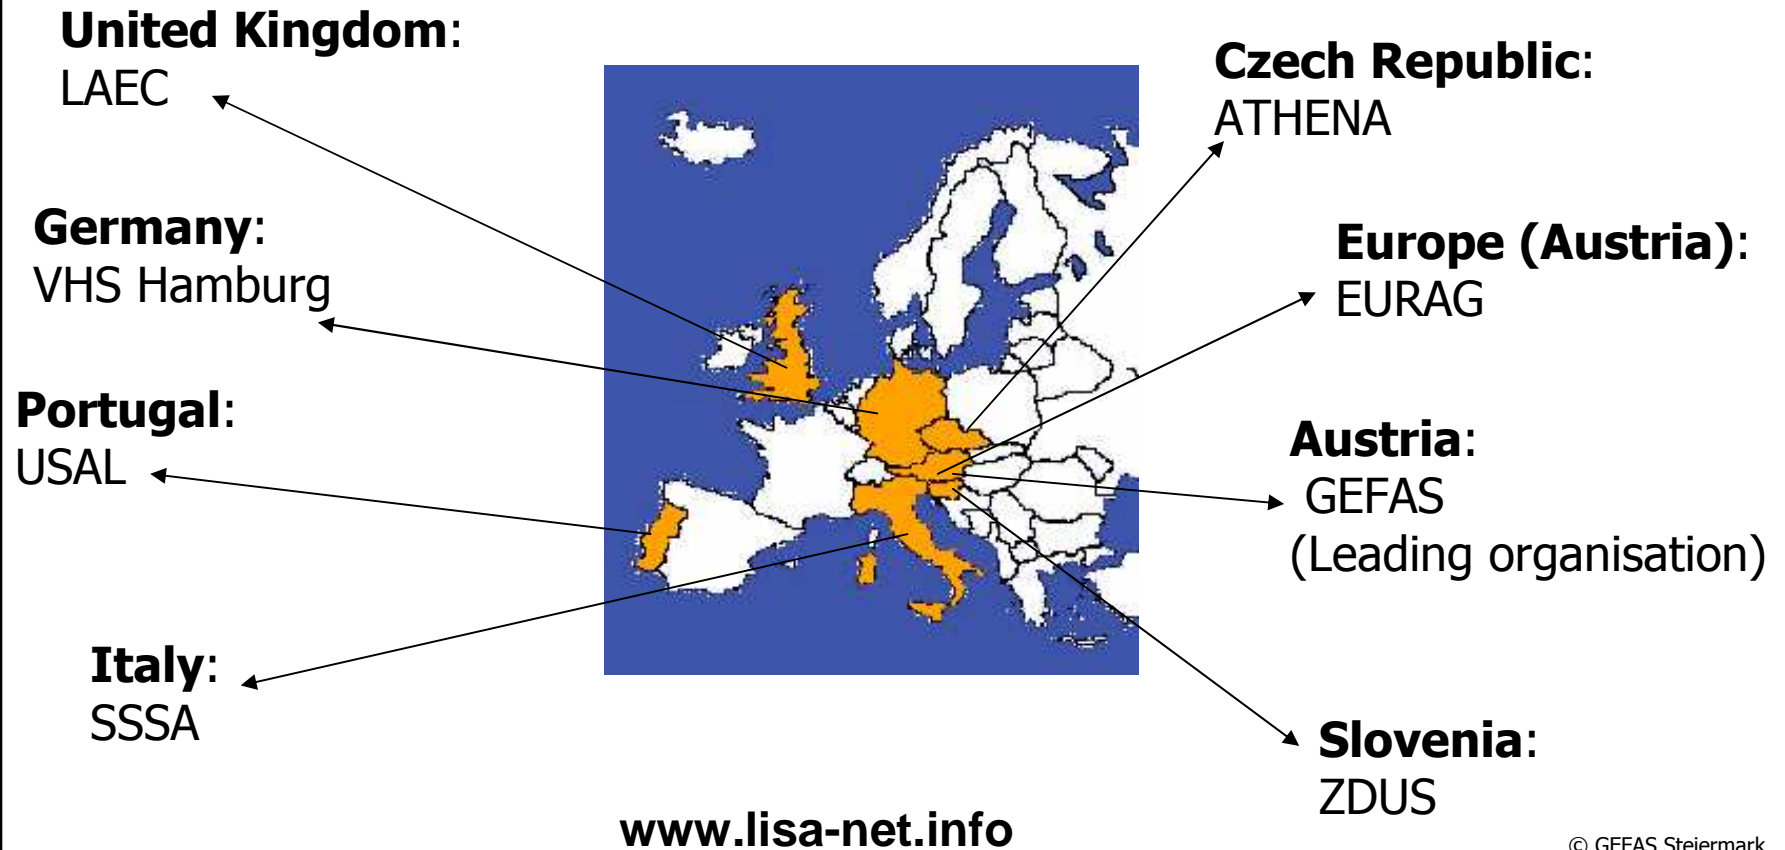 United Kingdom:
LAEC
Germany:
VHS Hamburg
Portugal:
USAL
Italy:
SSSA
Czech Republic:
ATHENA
Europe (Austria):
EURAG
Austria:
GEFAS
(Leading organisation)
Slovenia:
ZDUS
www.lisa-net.info
© GEFAS Steiermark